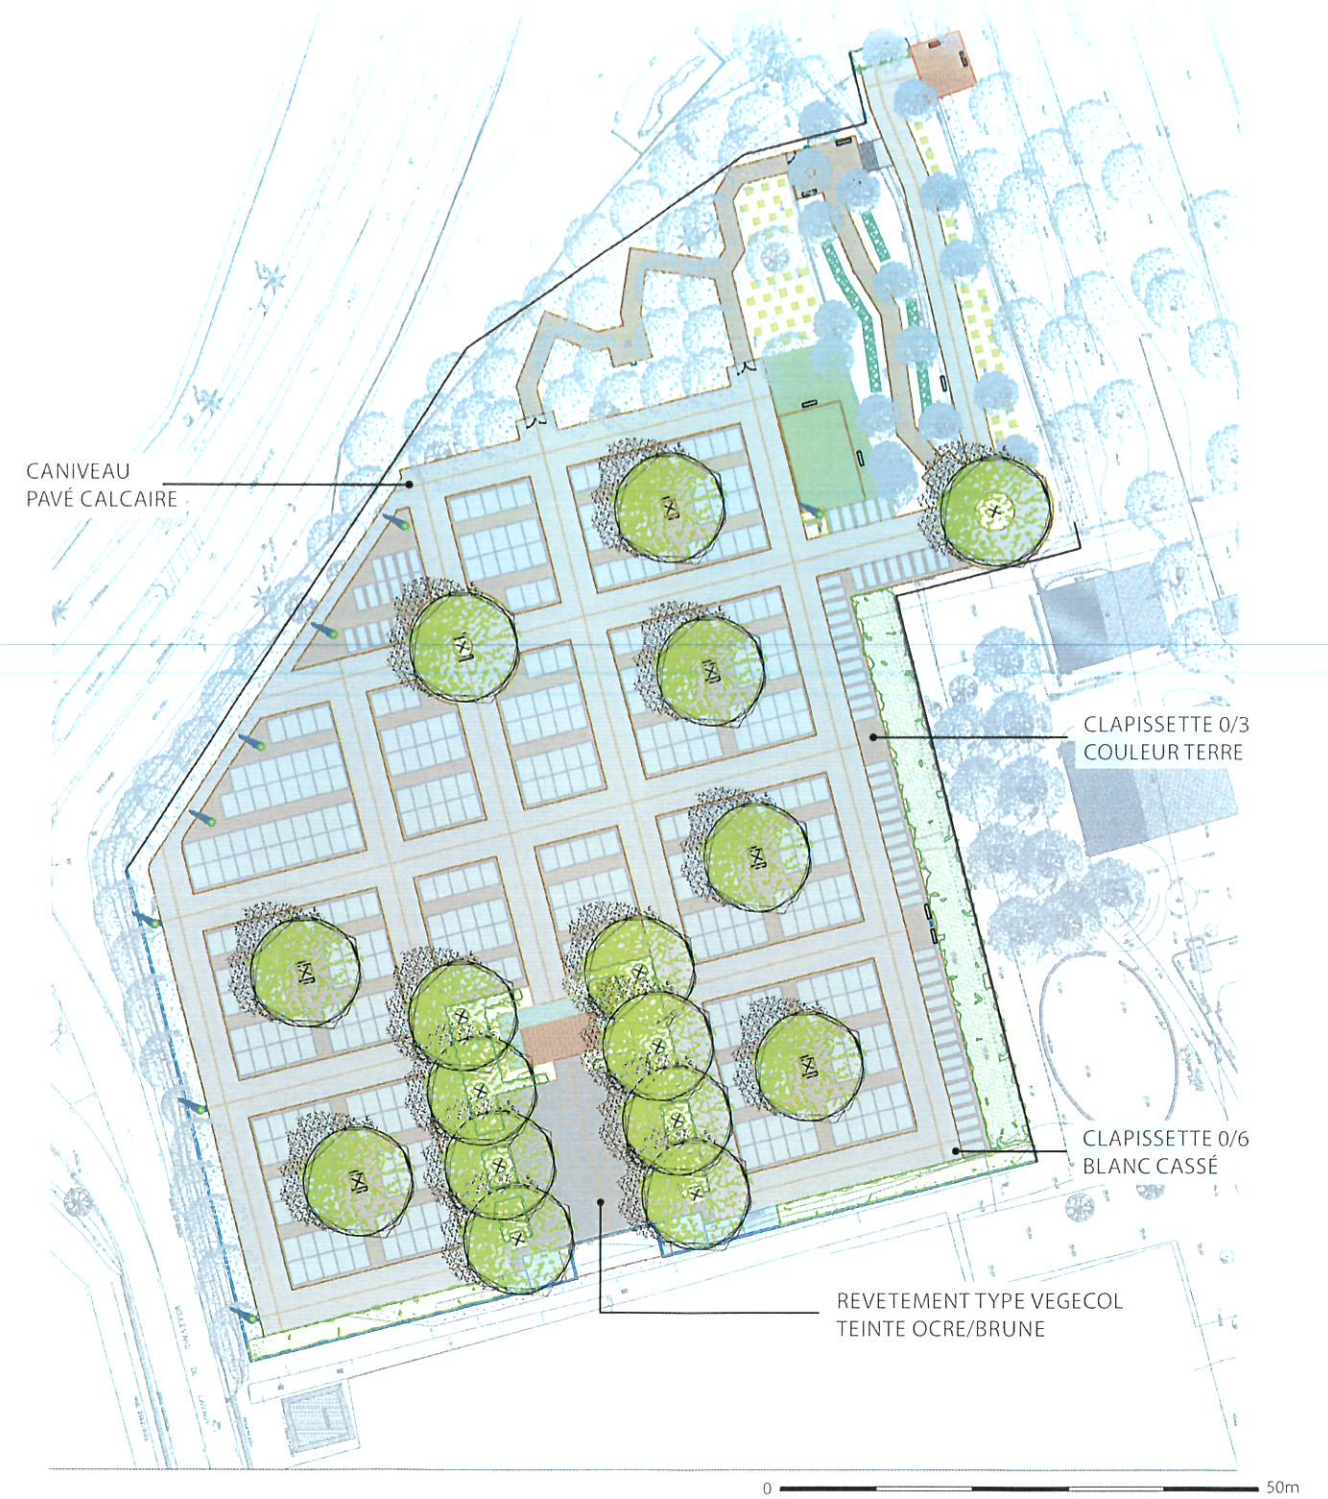 CANIVEAU
PAVÉ CALCAIRE
CLAPISSETTE 0/3
COULEUR TERRE
CLAPISSETTE 0/6
BLANC CASSÉ
REVETEMENT TYPE VEGECOL
TEINTE OCRE/BRUNE
0
50m